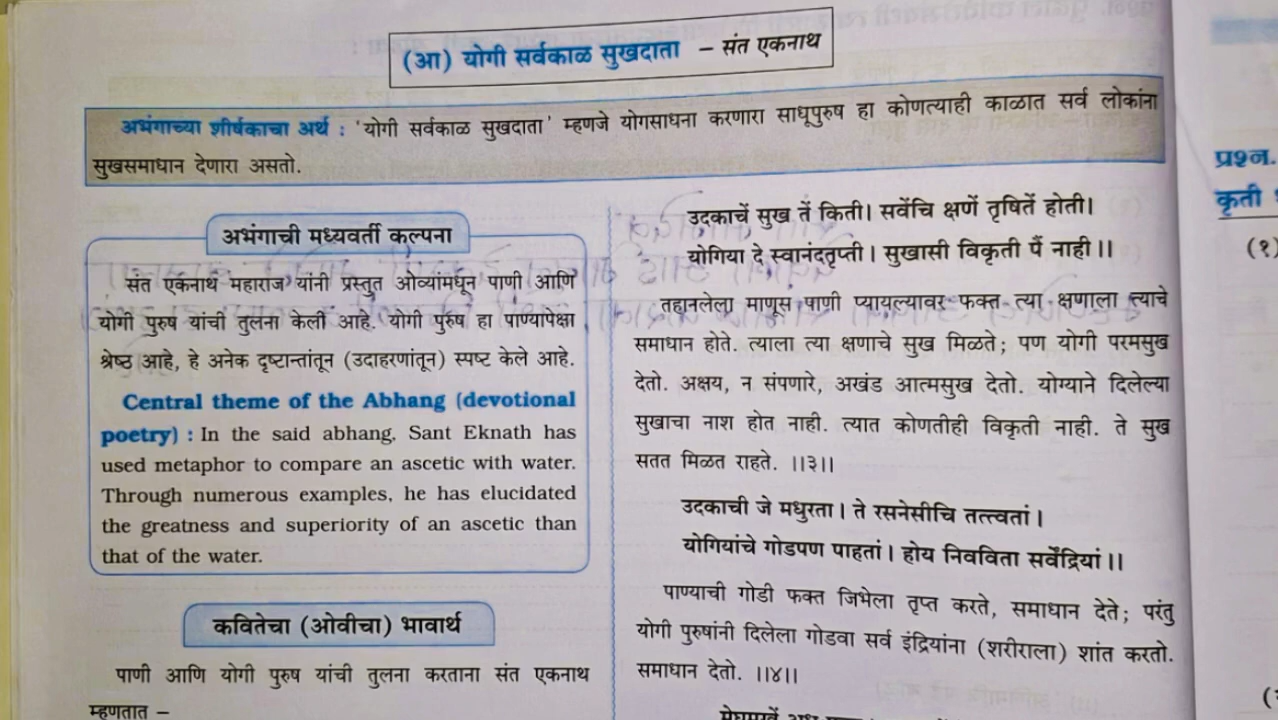 (आ) योगी सर्वकाळ सुखदाता – संत एकनाथ
अभंगाच्या शीर्षकाचा अर्थ : 'योगी सर्वकाळ सुखदाता' म्हणजे योगसाधना करणारा साधूपुरुष हा कोणत्याही काळात सर्व लोकांना
सुखसमाधान देणारा असतो.
अभंगाची मध्यवर्ती कल्पना
संत एकनाथ महाराज यांनी प्रस्तुत ओव्यांमधून पाणी आणि
योगी पुरुष यांची तुलना केली आहे. योगी पुरुष हा पाण्यापेक्षा
श्रेष्ठ आहे, हे अनेक दृष्टान्तांतून (उदाहरणांतून) स्पष्ट केले आहे.
Central theme of the Abhang (devotional
poetry) : In the said abhang, Sant Eknath has
used metaphor to compare an ascetic with water.
Through numerous examples, he has elucidated
the greatness and superiority of an ascetic than
that of the water.
कवितेचा (ओवीचा) भावार्थ
पाणी आणि योगी पुरुष यांची तुलना करताना संत एकनाथ
म्हणतात –
उदकाचें सुख तें किती। सवेंचि क्षणें तृषितें होती।
योगिया दे स्वानंदतृप्ती। सुखासी विकृती पैं नाही।।
तहानलेला माणूस पाणी प्यायल्यावर फक्त त्या क्षणाला त्याचे
समाधान होते. त्याला त्या क्षणाचे सुख मिळते; पण योगी परमसुख
देतो. अक्षय, न संपणारे, अखंड आत्मसुख देतो. योग्याने दिलेल्या
सुखाचा नाश होत नाही. त्यात कोणतीही विकृती नाही. ते सुख
सतत मिळत राहते. ।।३।।
उदकाची जे मधुरता। ते रसनेसीचि तत्त्वतां।
योगियांचे गोडपण पाहतां। होय निवविता सर्वेंद्रियां।।
पाण्याची गोडी फक्त जिभेला तृप्त करते, समाधान देते; परंतु
योगी पुरुषांनी दिलेला गोडवा सर्व इंद्रियांना (शरीराला) शांत करतो.
समाधान देतो. ।।४।।
प्रश्न.
कृती
(१)